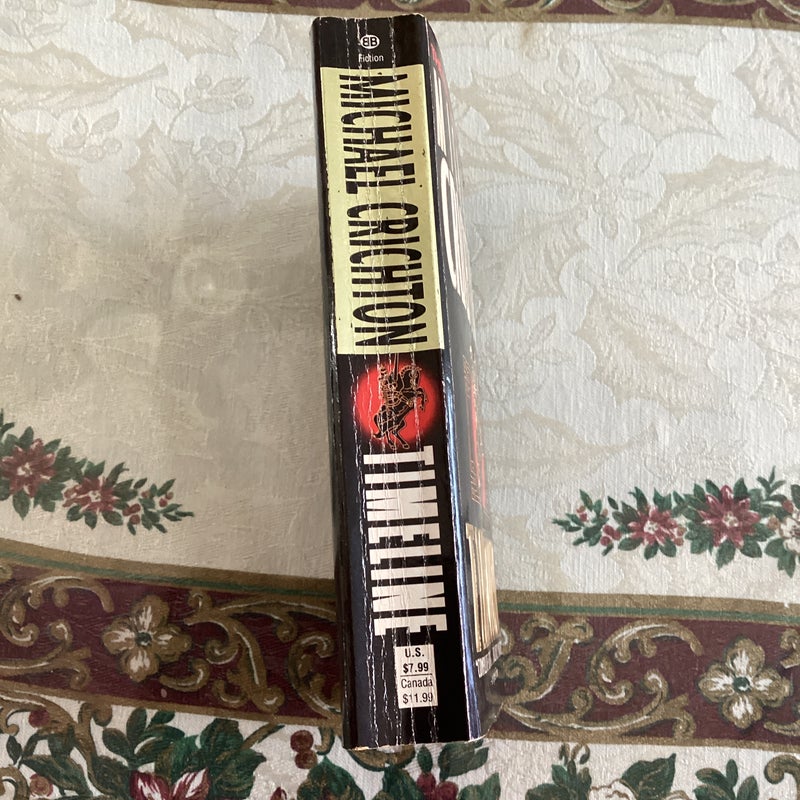 BB
Fiction
MICHAEL CRICHTON
TIMELINE
U.S.
$7.99
Canada
$11.99